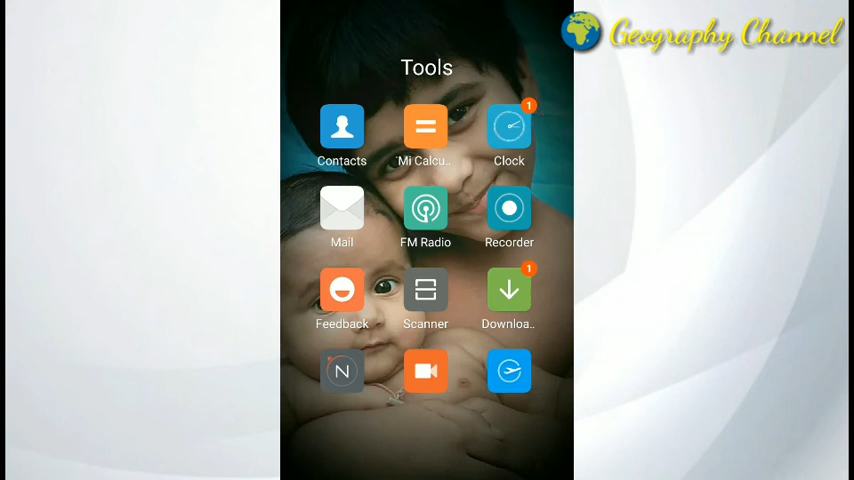 Geography Channel
Tools
1
Contacts
Mi Calcu..
Clock
Mail
FM Radio
Recorder
1
Feedback
Scanner
Downloa..
N